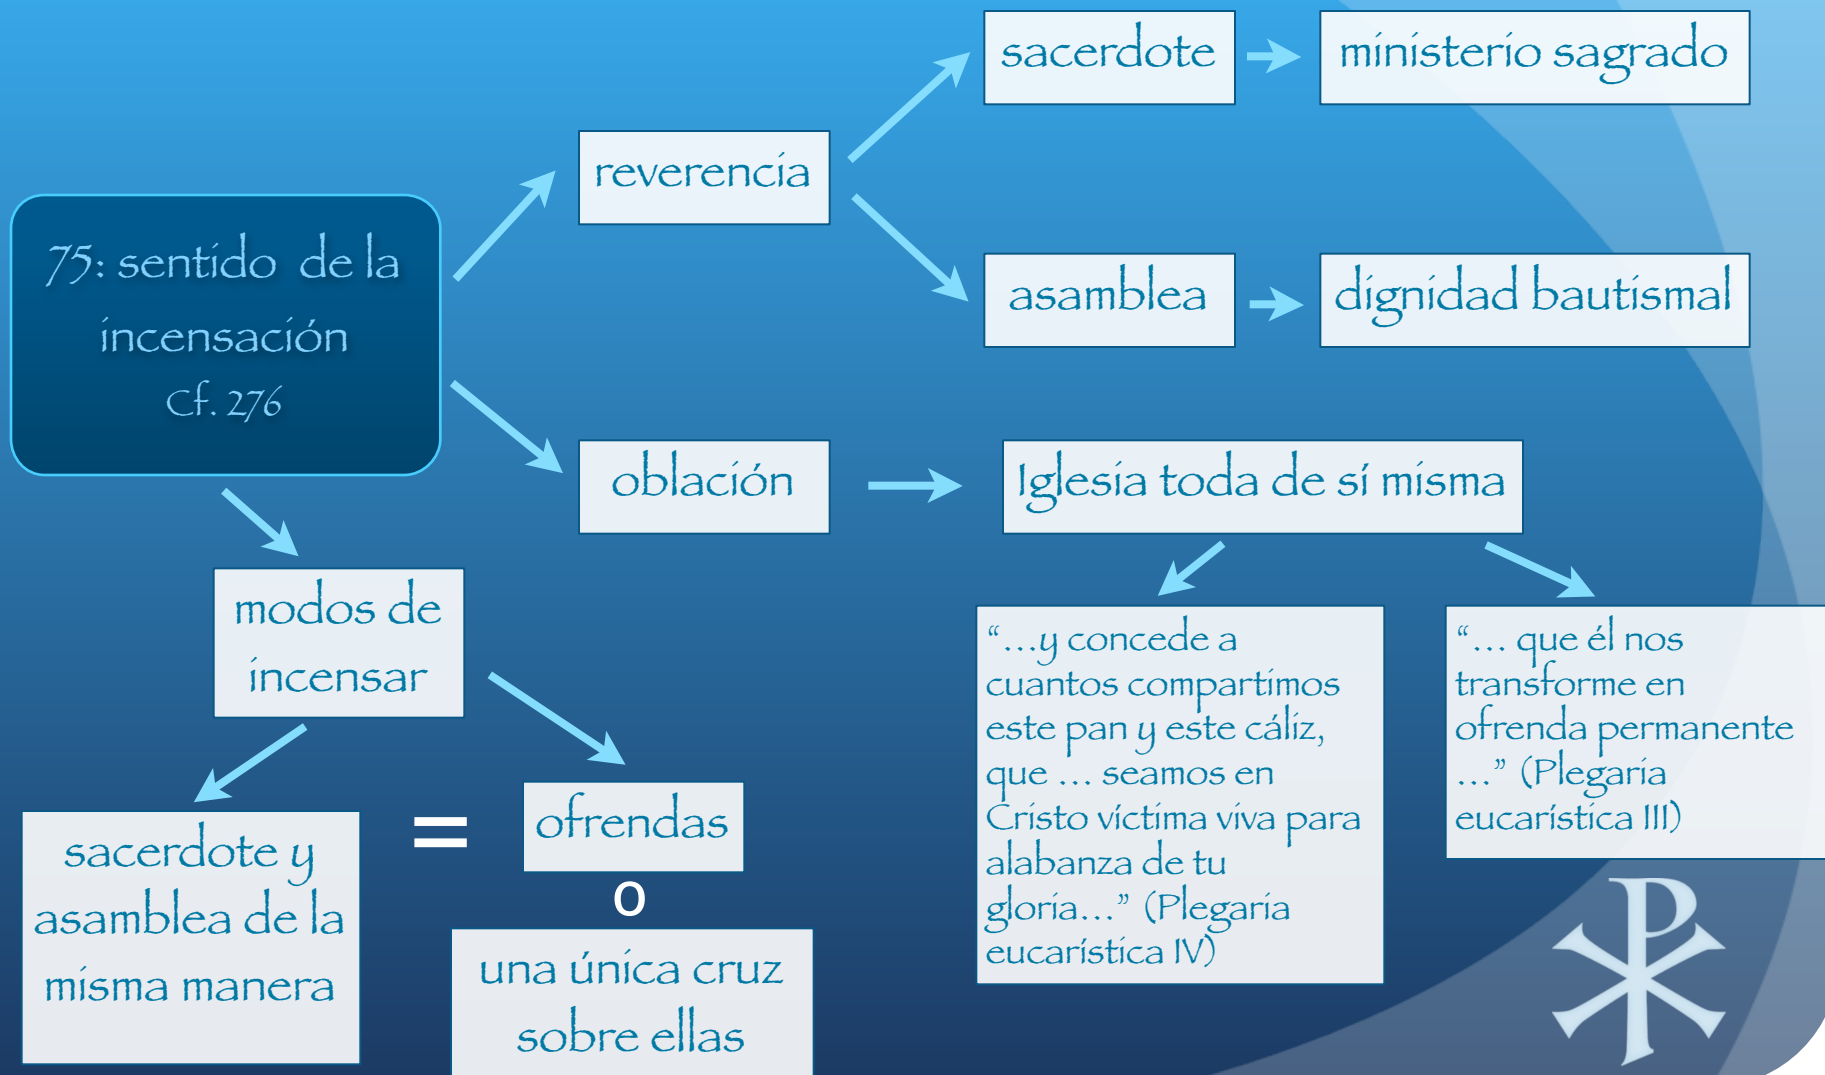 sacerdote
ministerio sagrado
reverencia
75: sentido de la
incensación
Cf. 276
asamblea
dignidad bautismal
oblación
Iglesia toda de sí misma
modos de
incensar
sacerdote y
asamblea de la
misma manera
=
ofrendas
o
una única cruz
sobre ellas
“...y concede a
cuantos compartimos
este pan y este cáliz,
que ... seamos en
Cristo víctima viva para
alabanza de tu
gloria...” (Plegaria
eucarística IV)
“... que él nos
transforme en
ofrenda permanente
...” (Plegaria
eucarística III)